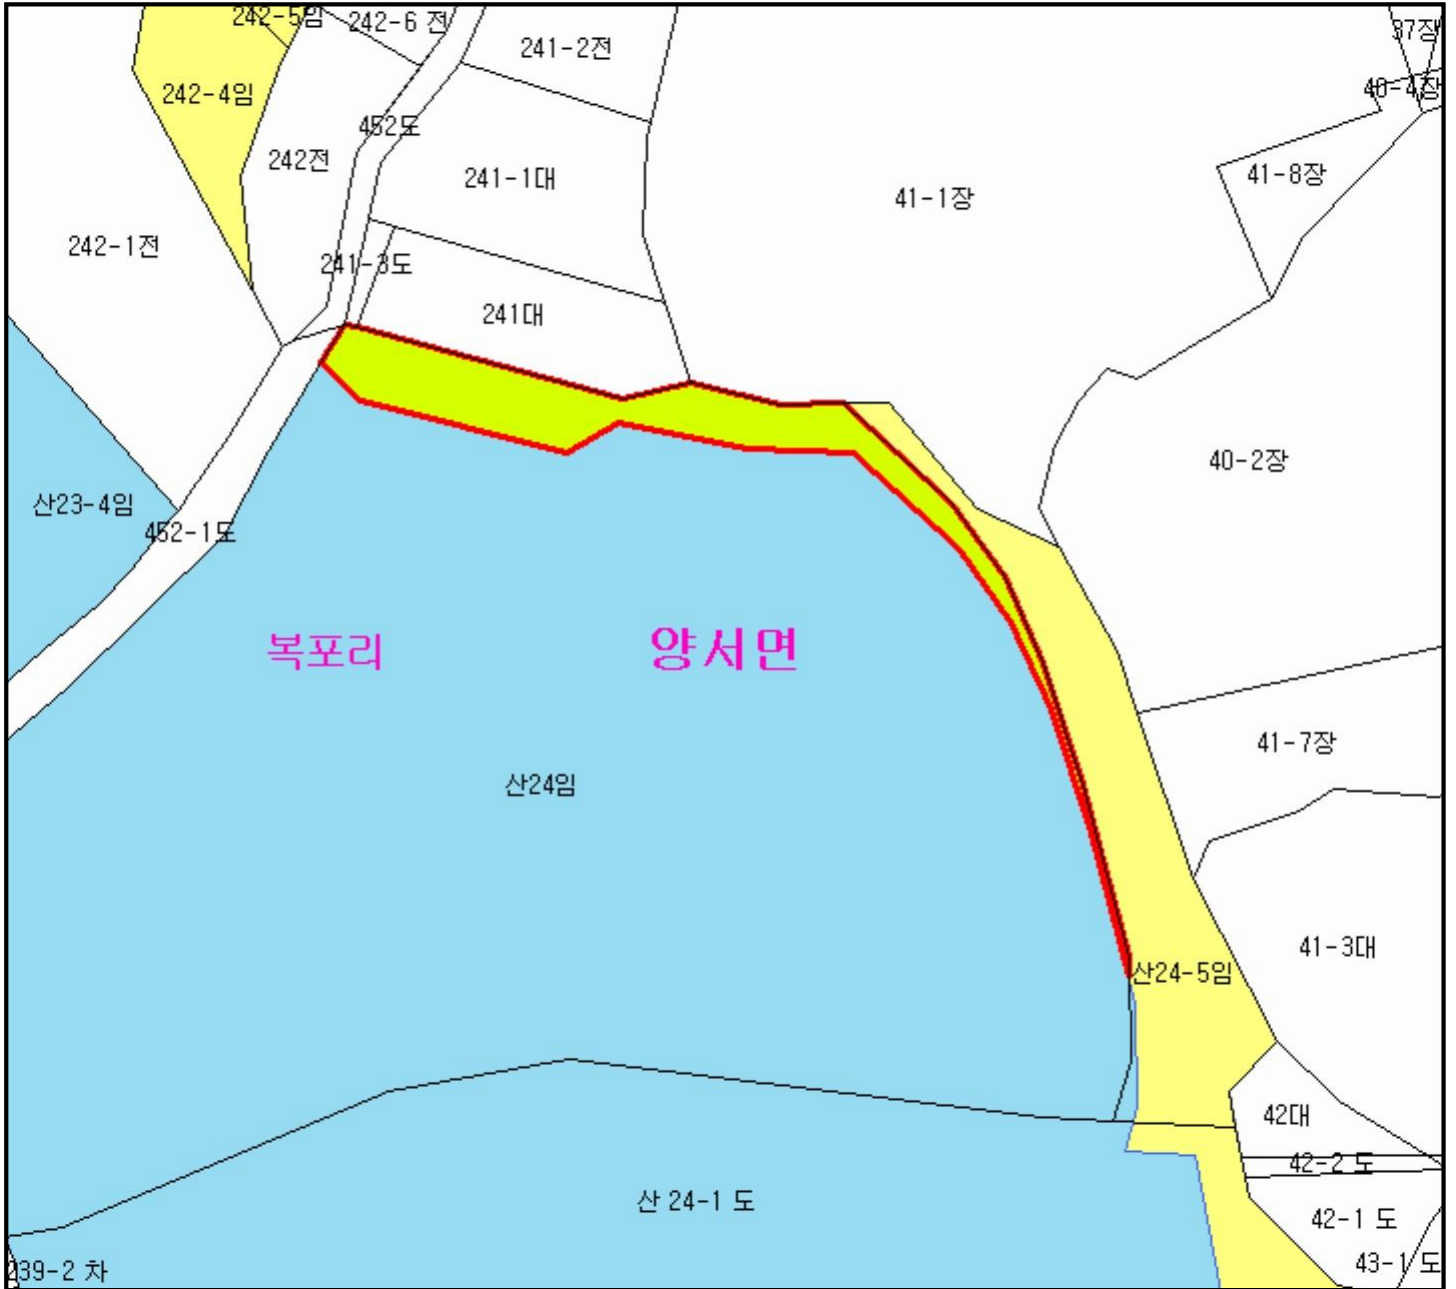 242-5임
242-6 전
241-2전
37장
40-4장
242-4임
452도
242전
241-1대
41-8장
41-1장
242-1전
241-3도
241대
40-2장
산23-4임
452-1도
복포리
양서면
41-7장
산24임
41-3대
산24-5임
42대
42-2 도
산 24-1 도
42-1 도
43-1 도
239-2 차